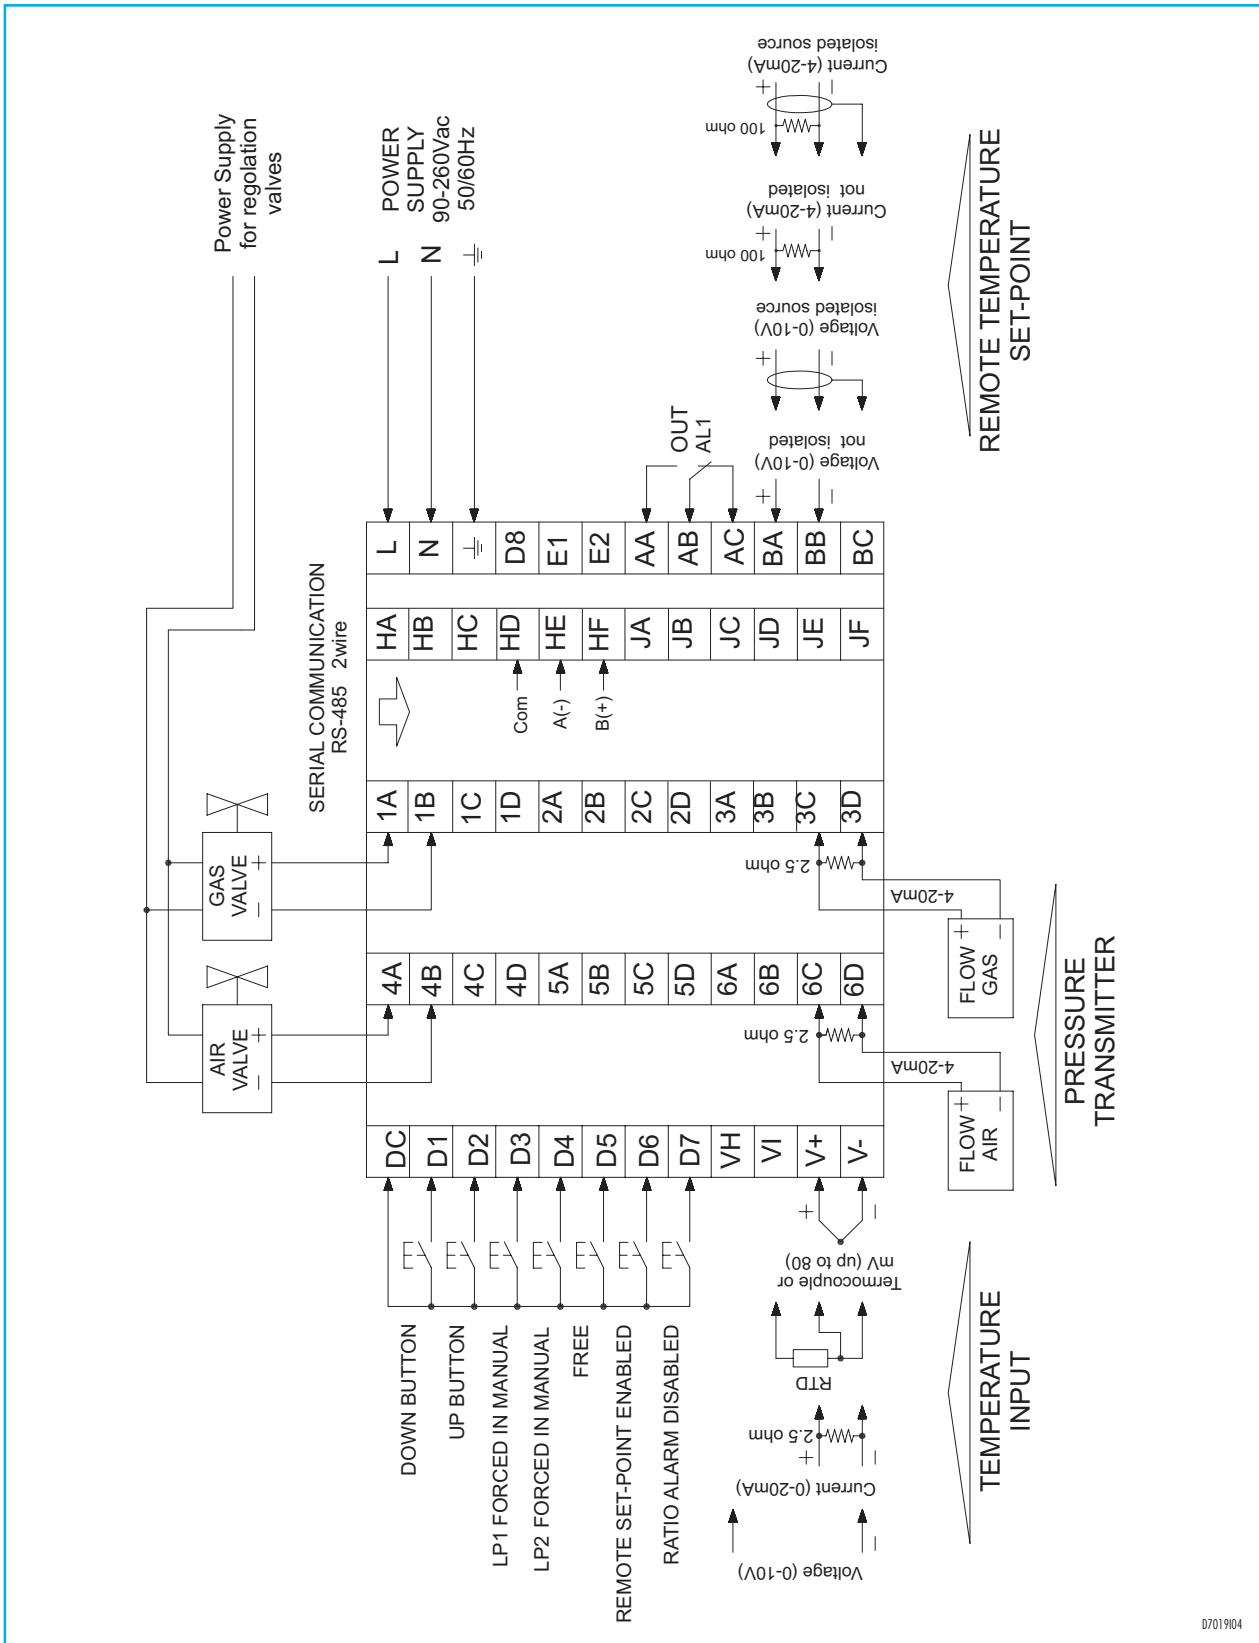 Power Supply
for regolation
valves
L
N
POWER
SUPPLY
90-260Vac
50/60Hz
SERIAL COMMUNICATION
RS-485 2wire
GAS
VALVE
+
-
AIR
VALVE
+
-
L
N
D8
E1
E2
AA
AB
AC
BA
BB
BC
HA
HB
HC
HD
HE
HF
JA
JB
JC
JD
JE
JF
Com
A(-)
B(+)
OUT
AL1
1A
1B
1C
1D
2A
2B
2C
2D
3A
3B
3C
3D
4A
4B
4C
4D
5A
5B
5C
5D
6A
6B
6C
6D
DC
D1
D2
D3
D4
D5
D6
D7
VH
VI
V+
V-
DOWN BUTTON
UP BUTTON
LP1 FORCED IN MANUAL
LP2 FORCED IN MANUAL
FREE
REMOTE SET-POINT ENABLED
RATIO ALARM DISABLED
Voltage (0-10V)
-
Current (0-20mA)
+
-
2.5 ohm
RTD
Termocouple or
mV (up to 80)
+
-
TEMPERATURE
INPUT
2.5 ohm
4-20mA
FLOW
AIR
+
-
2.5 ohm
4-20mA
FLOW
GAS
+
-
PRESSURE
TRANSMITTER
Voltage (0-10V)
not isolated
+
-
Voltage (0-10V)
isolated source
+
-
Current (4-20mA)
not isolated
+
-
100 ohm
Current (4-20mA)
isolated source
+
-
100 ohm
REMOTE TEMPERATURE
SET-POINT
D7019I04